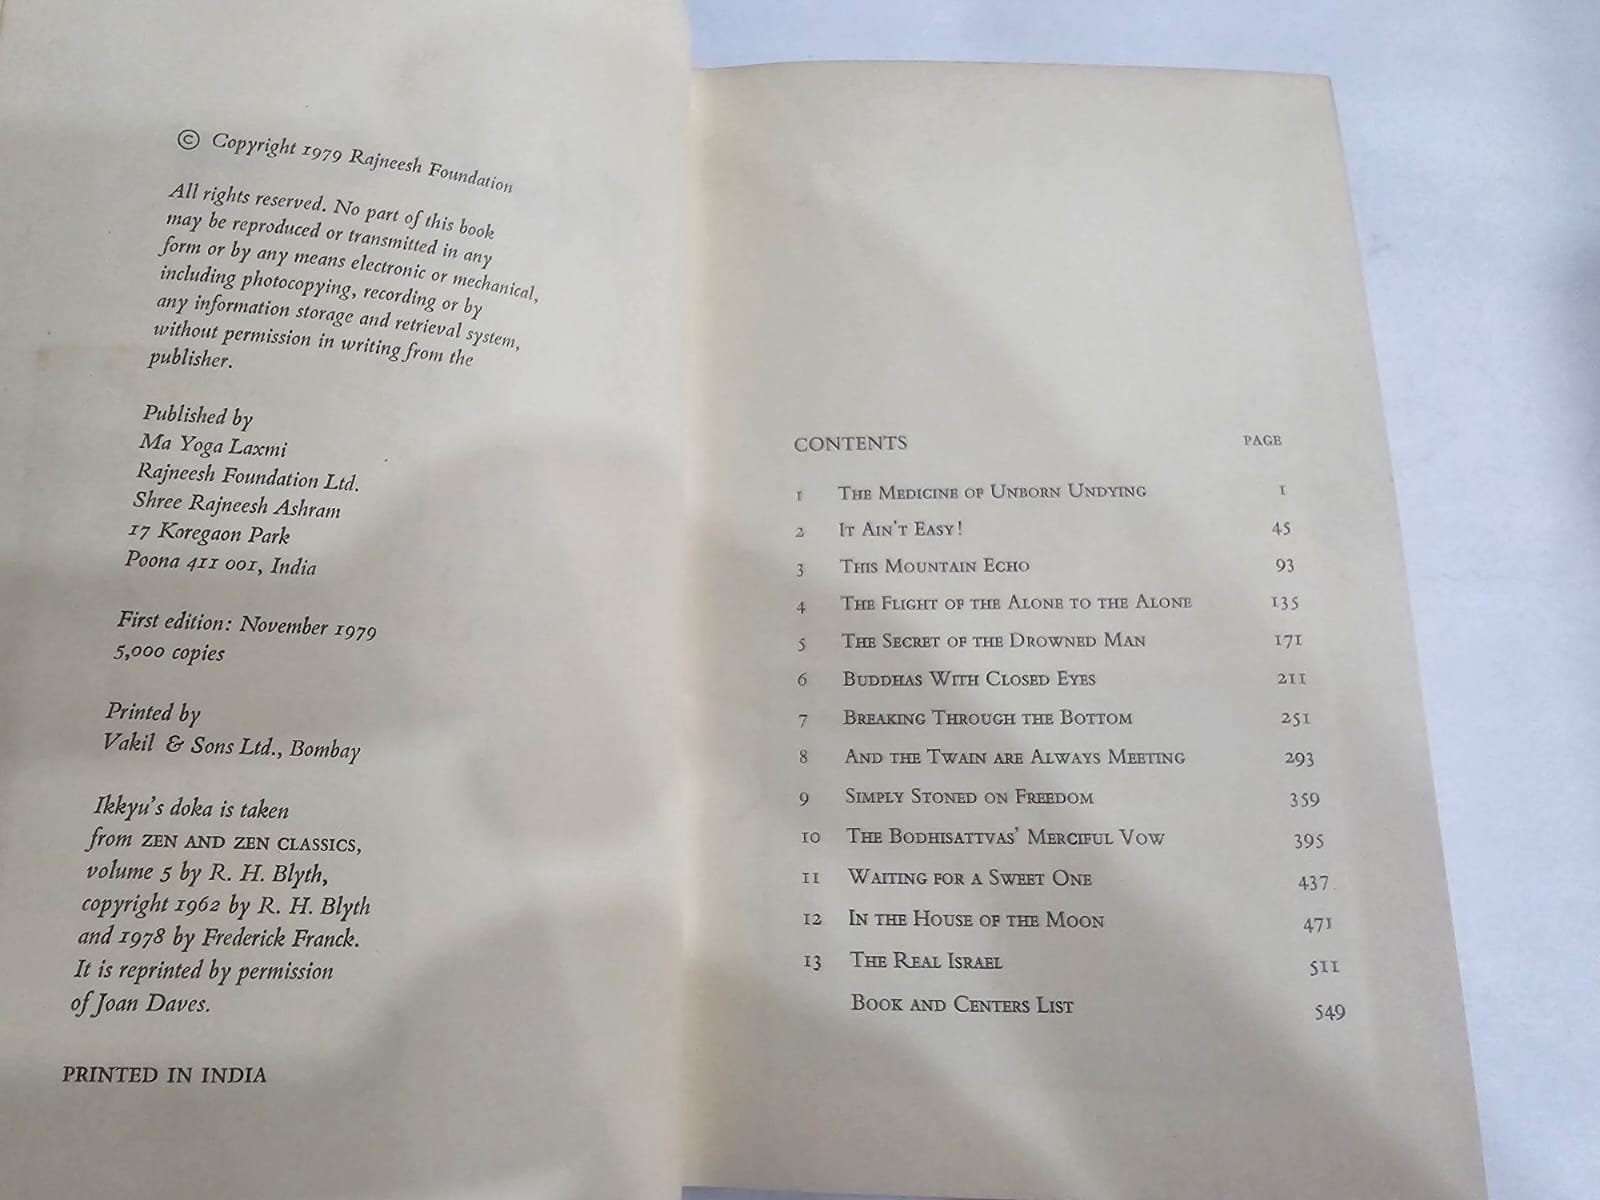 © Copyright 1979 Rajneesh Foundation
All rights reserved. No part of this book
may be reproduced or transmitted in any
form or by any means electronic or mechanical,
including photocopying, recording or by
any information storage and retrieval system,
without permission in writing from the
publisher.
Published by
Ma Yoga Laxmi
Rajneesh Foundation Ltd.
Shree Rajneesh Ashram
17 Koregaon Park
Poona 411 001, India
First edition: November 1979
5,000 copies
Printed by
Vakil & Sons Ltd., Bombay
Ikkyu's doka is taken
from ZEN AND ZEN CLASSICS,
volume 5 by R. H. Blyth,
copyright 1962 by R. H. Blyth
and 1978 by Frederick Franck.
It is reprinted by permission
of Joan Daves.
PRINTED IN INDIA
CONTENTS PAGE
1 THE MEDICINE OF UNBORN UNDYING 1
2 IT AIN'T EASY! 45
3 THIS MOUNTAIN ECHO 93
4 THE FLIGHT OF THE ALONE TO THE ALONE 135
5 THE SECRET OF THE DROWNED MAN 171
6 BUDDHAS WITH CLOSED EYES 211
7 BREAKING THROUGH THE BOTTOM 251
8 AND THE TWAIN ARE ALWAYS MEETING 293
9 SIMPLY STONED ON FREEDOM 359
10 THE BODHISATTVAS' MERCIFUL VOW 395
11 WAITING FOR A SWEET ONE 437
12 IN THE HOUSE OF THE MOON 471
13 THE REAL ISRAEL 511
BOOK AND CENTERS LIST 549